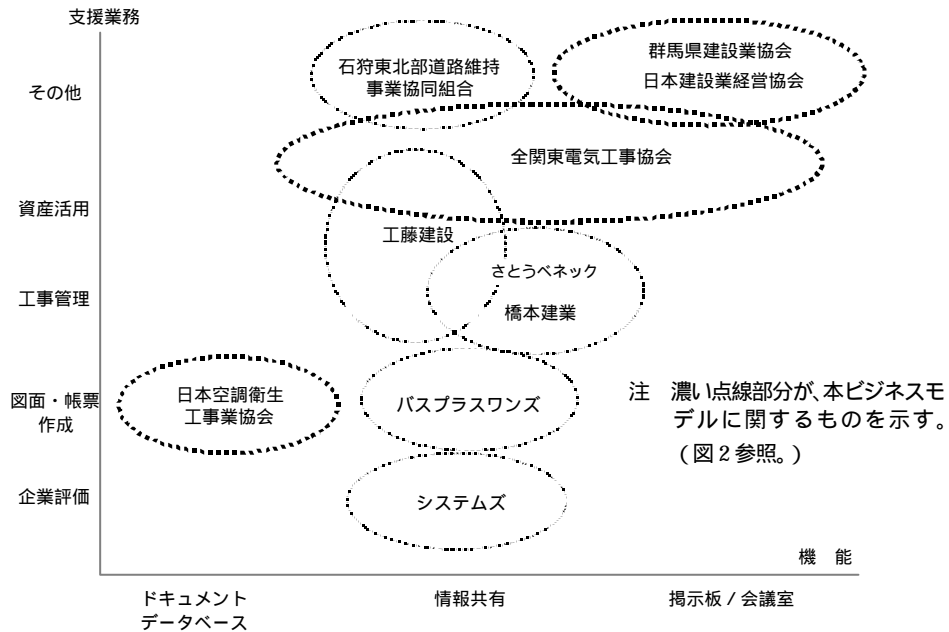 支援業務
その他
石狩東北部道路維持
事業協同組合
群馬県建設業協会
日本建設業経営協会
全関東電気工事協会
資産活用
工藤建設
工事管理
さとうベネック
橋本建業
図面・帳票
作成
日本空調衛生
工事業協会
バスプラスワンズ
注 濃い点線部分が、本ビジネスモ
デルに関するものを示す。
(図2参照。)
企業評価
システムズ
機 能
ドキュメント
データベース
情報共有
掲示板 / 会議室